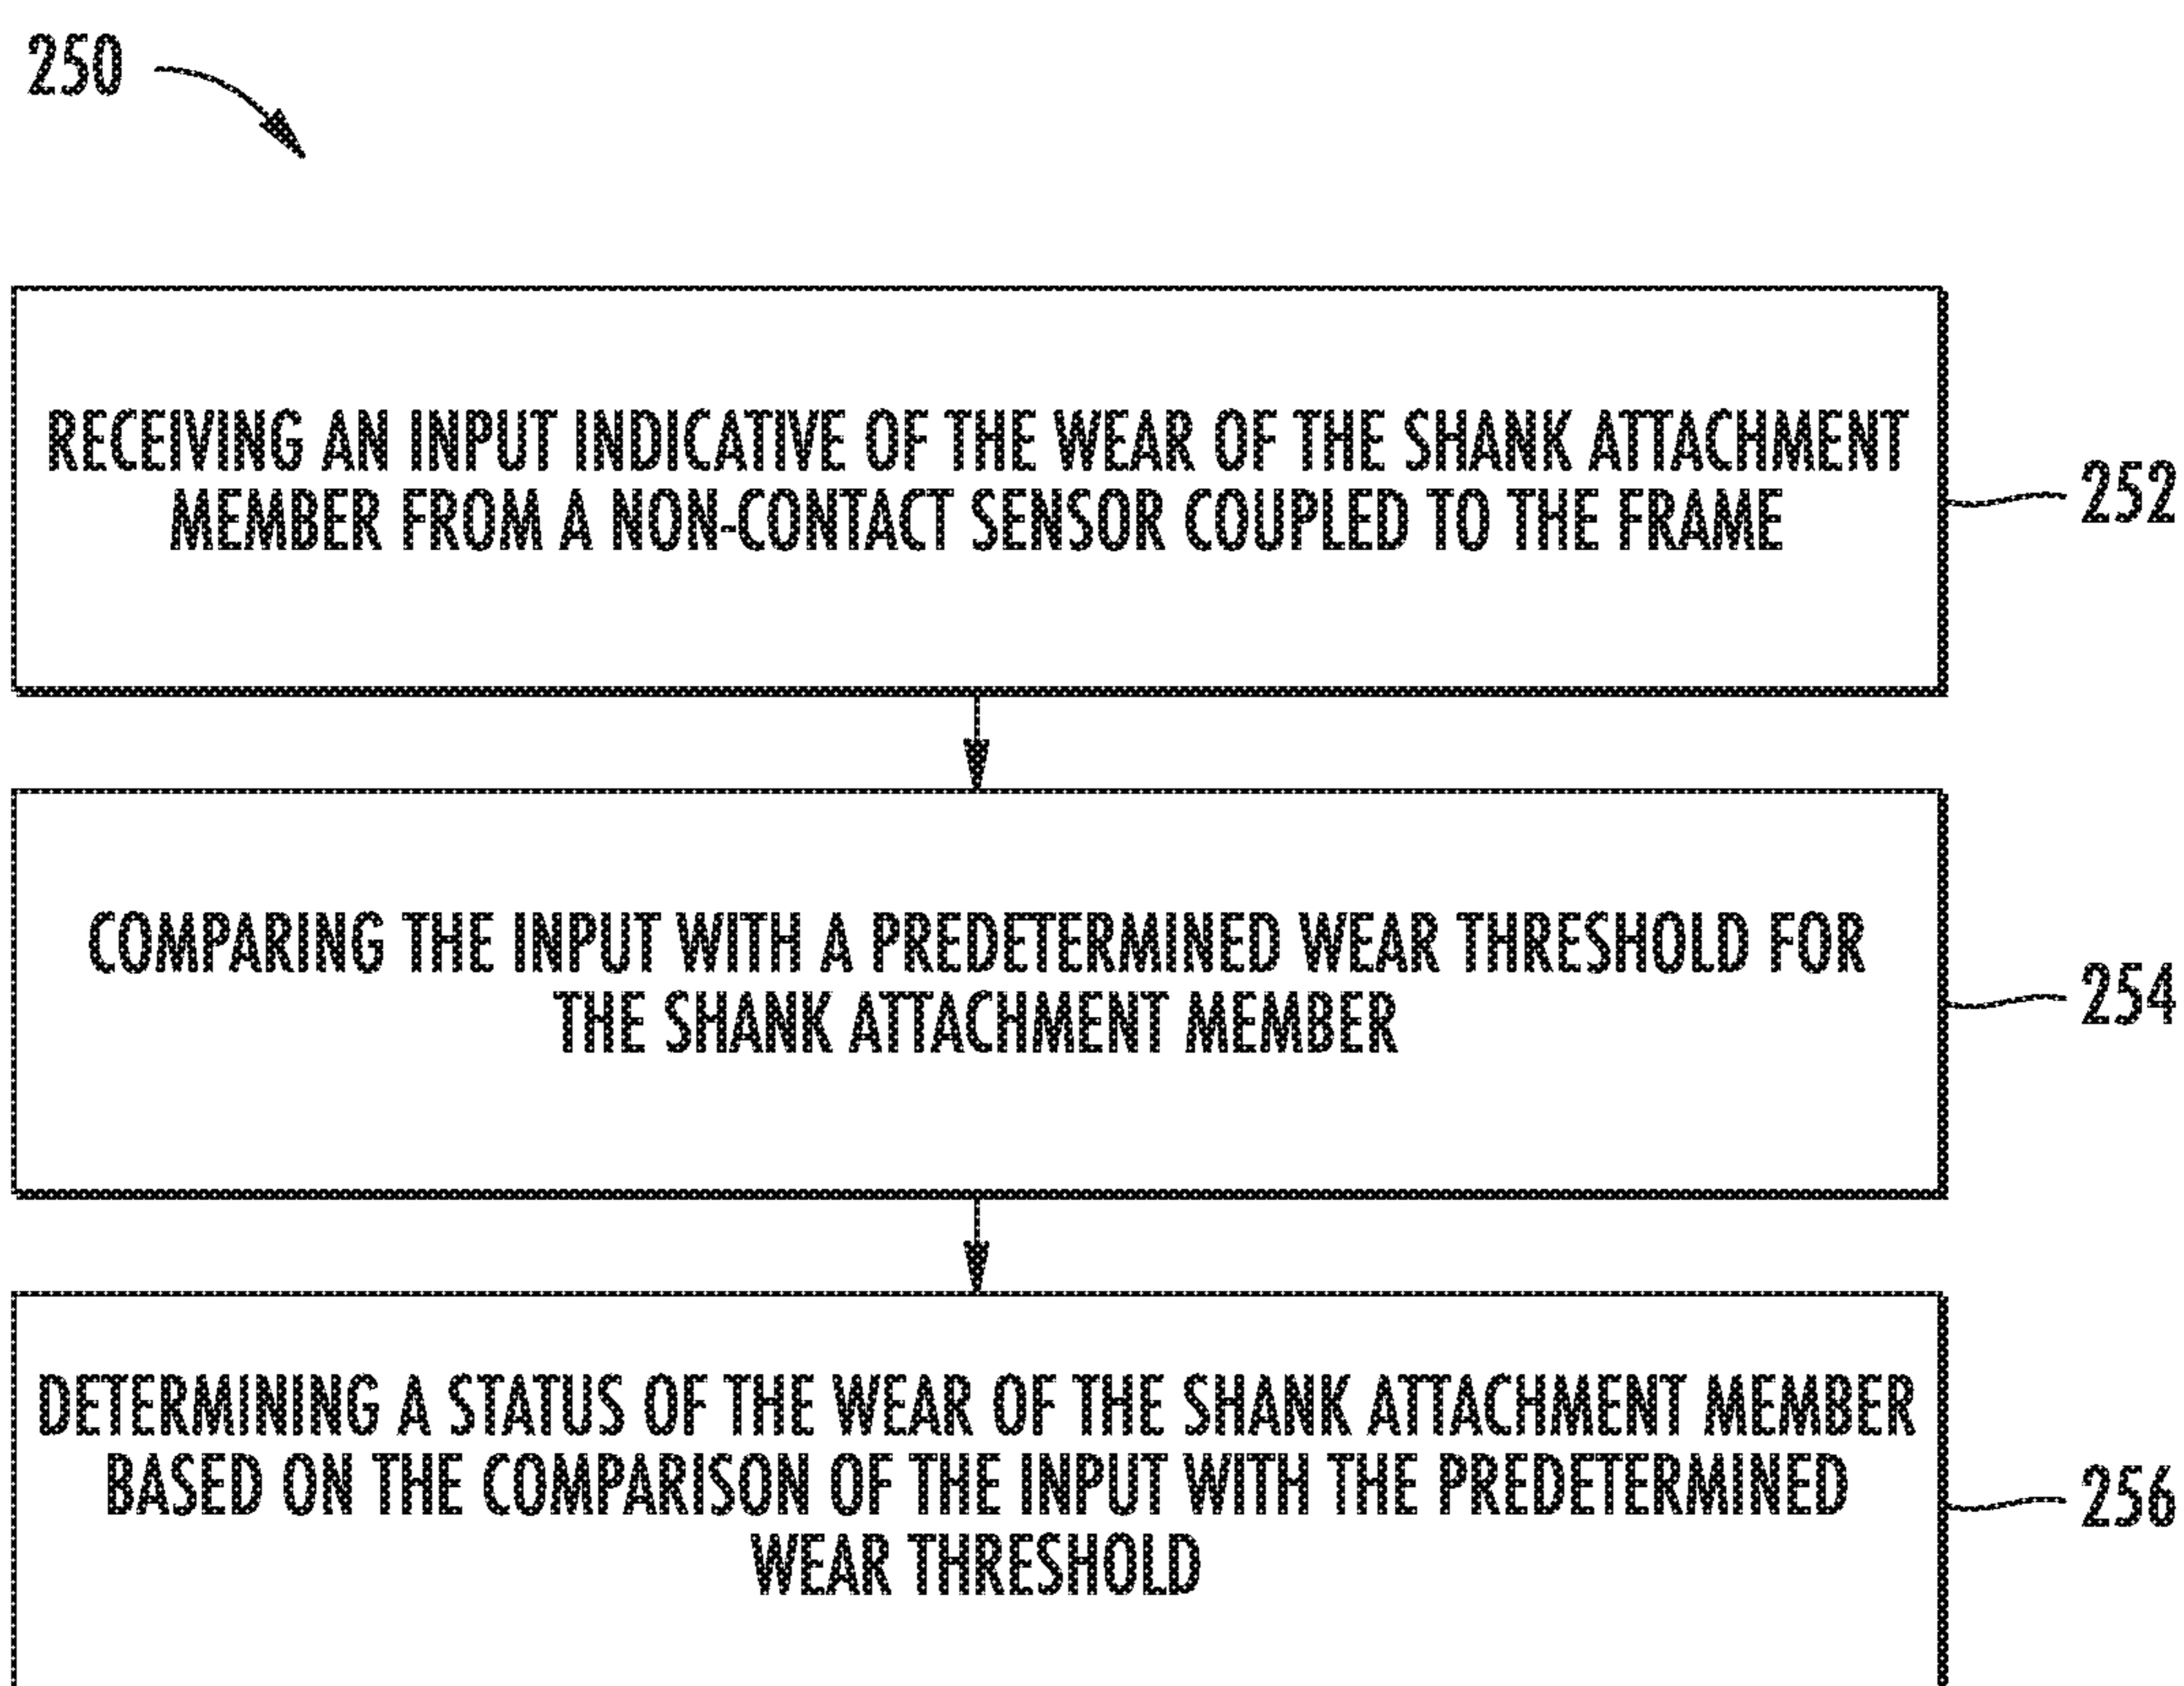 250
RECEIVING AN INPUT INDICATIVE OF THE WEAR OF THE SHANK ATTACHMENT
MEMBER FROM A NON-CONTACT SENSOR COUPLED TO THE FRAME
252
COMPARING THE INPUT WITH A PREDETERMINED WEAR THRESHOLD FOR
THE SHANK ATTACHMENT MEMBER
254
DETERMINING A STATUS OF THE WEAR OF THE SHANK ATTACHMENT MEMBER
BASED ON THE COMPARISON OF THE INPUT WITH THE PREDETERMINED
WEAR THRESHOLD
256